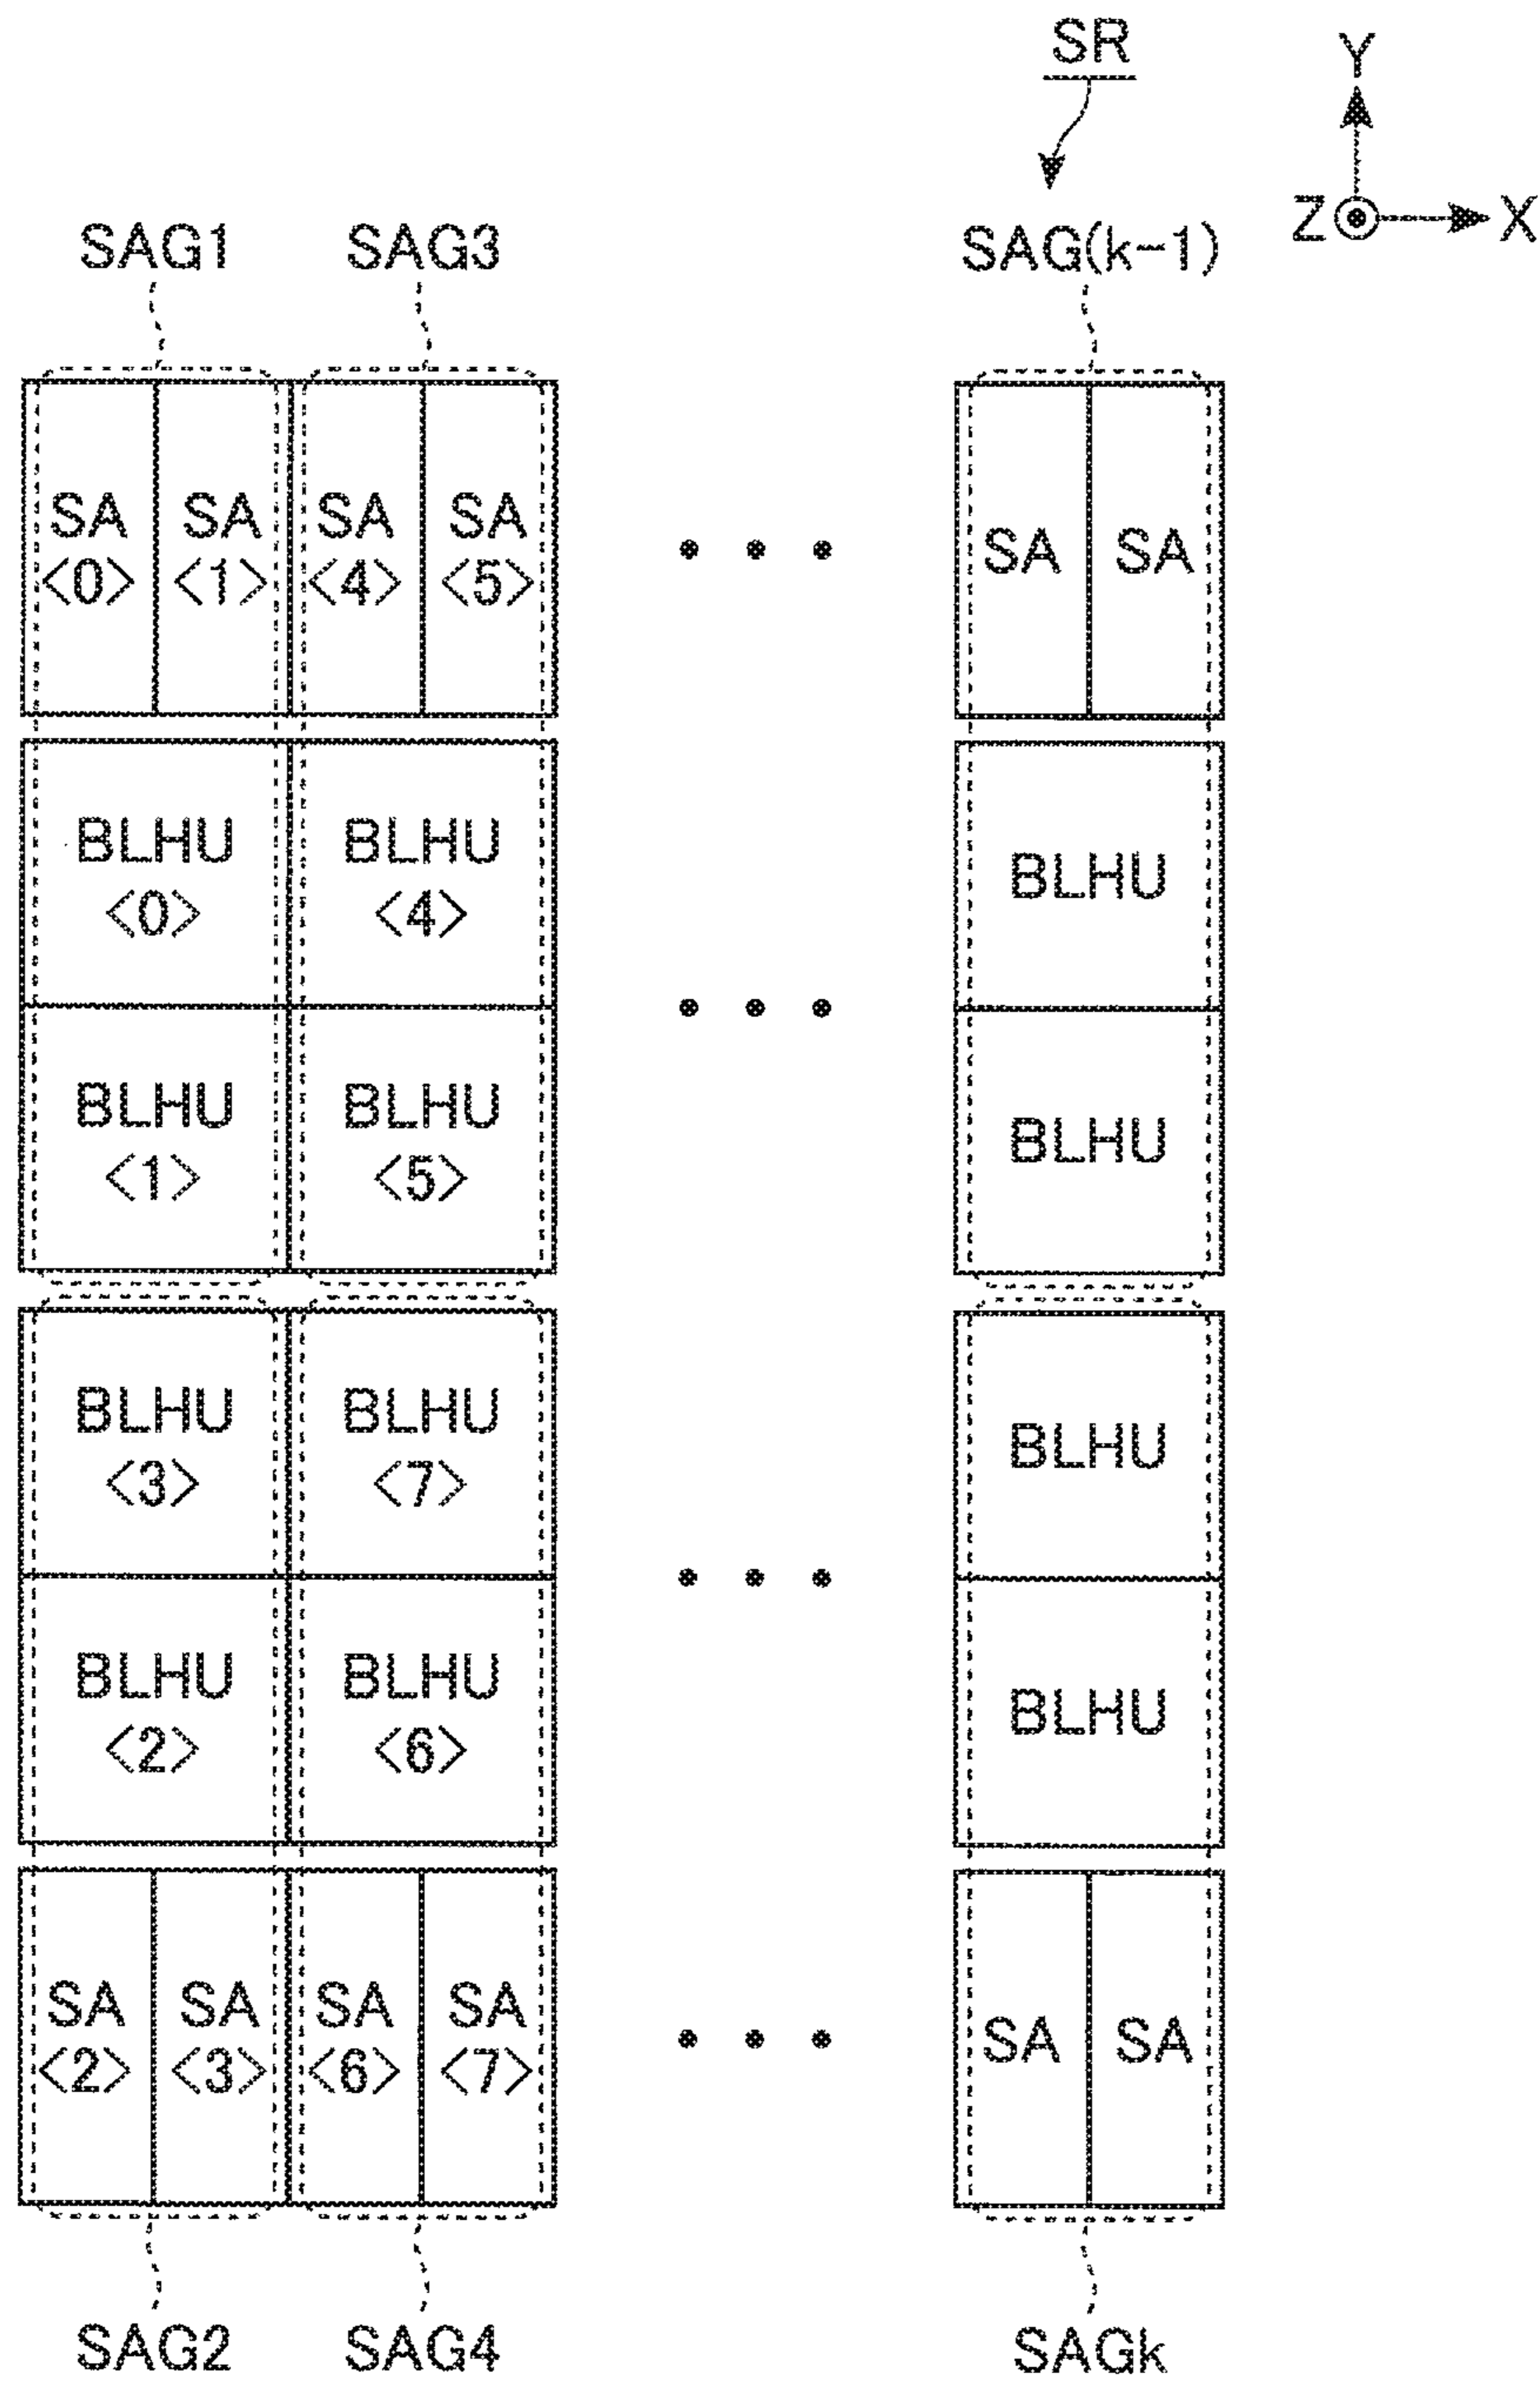 SR
Y
Z X
SAG1 SAG3 SAG(k-1)
SA SA SA SA
<0> <1> <4> <5>
SA SA
BLHU BLHU
<0> <4>
BLHU
BLHU BLHU
<1> <5>
BLHU
BLHU BLHU
<3> <7>
BLHU
BLHU BLHU
<2> <6>
BLHU
SA SA SA SA
<2> <3> <6> <7>
SA SA
SAG2 SAG4 SAGk